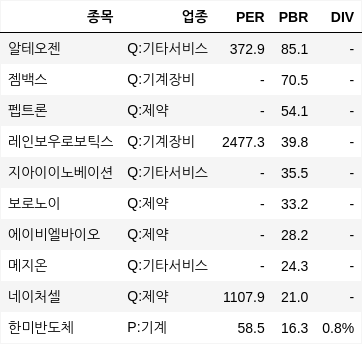 종목 업종 PER PBR DIV
알테오젠 Q:기타서비스 372.9 85.1 -
젬백스 Q:기계장비 - 70.5 -
펩트론 Q:제약 - 54.1 -
레인보우로보틱스 Q:기계장비 2477.3 39.8 -
지아이이노베이션 Q:기타서비스 - 35.5 -
보로노이 Q:제약 - 33.2 -
에이비엘바이오 Q:제약 - 28.2 -
메지온 Q:기타서비스 - 24.3 -
네이처셀 Q:제약 1107.9 21.0 -
한미반도체 P:기계 58.5 16.3 0.8%